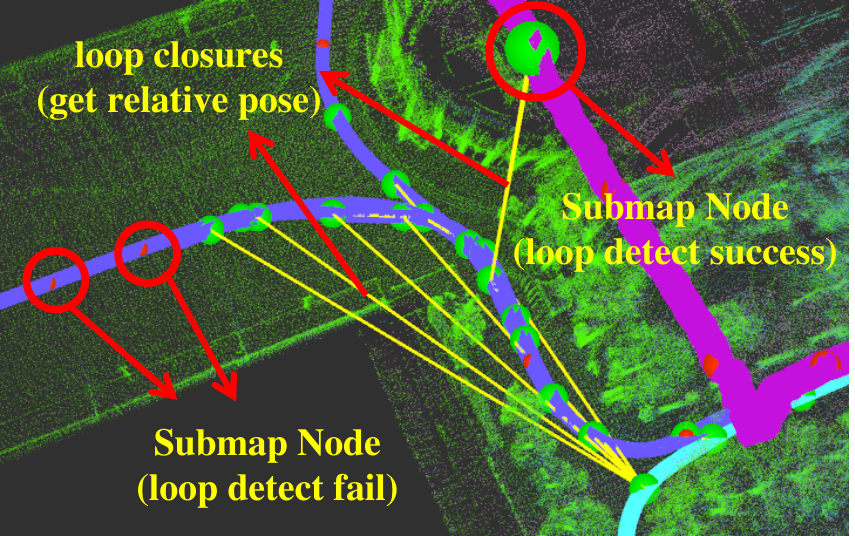 loop closures
(get relative pose)
Submap Node
(loop detect success)
Submap Node
(loop detect fail)